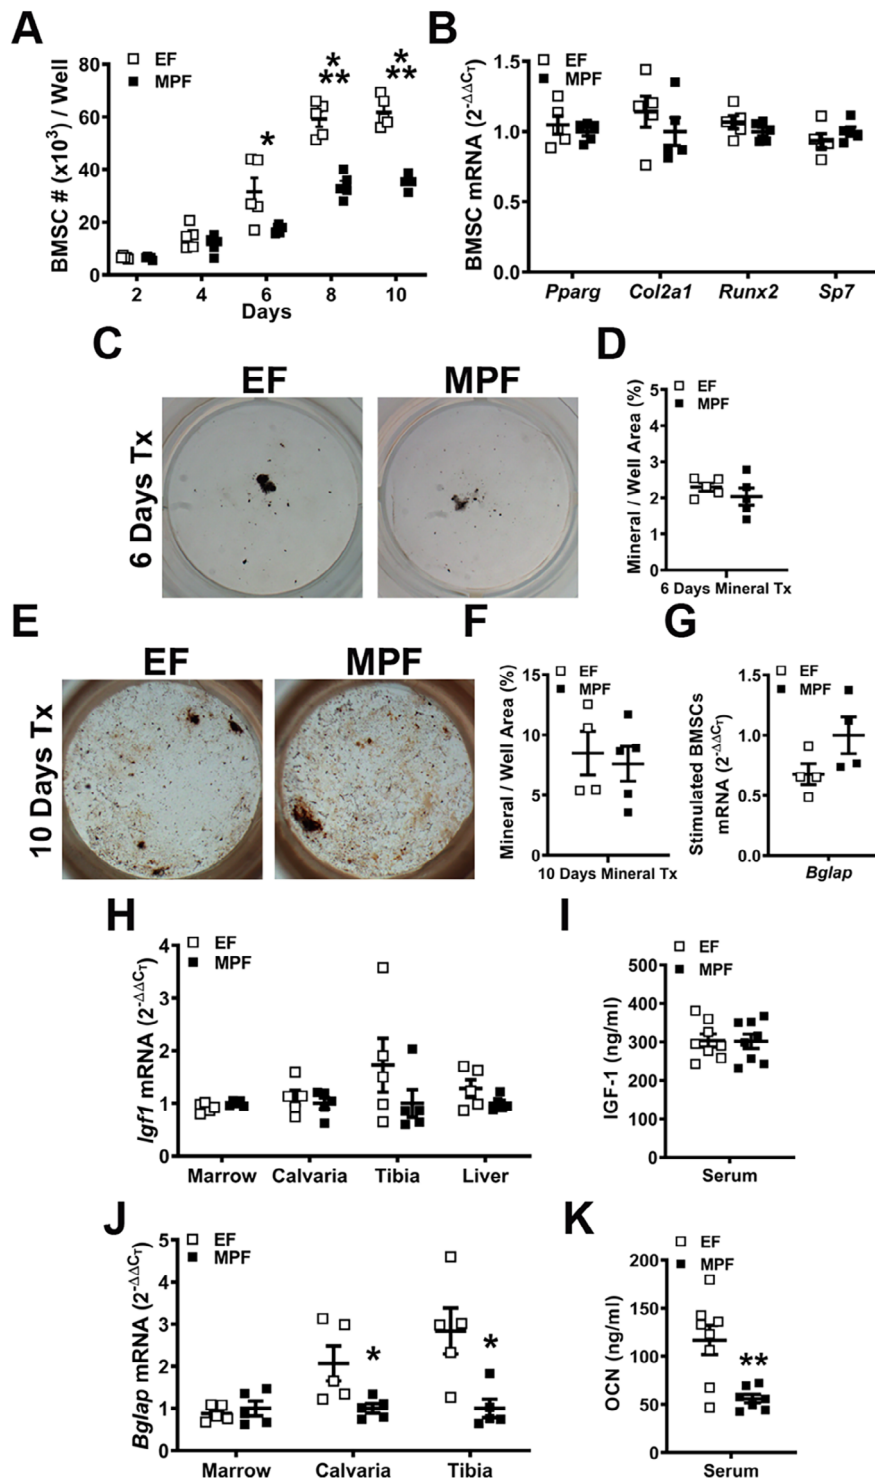 A
BMSC # (x10³) / Well
80
60
40
20
0
EF
MPF
*
*
*
**
**
2
4
6
8
10
Days
B
BMSC mRNA (2^-ΔΔC_T)
1.5
1.0
0.5
0.0
EF
MPF
Pparg
Col2a1
Runx2
Sp7
C
EF
MPF
6 Days Tx
D
Mineral / Well Area (%)
5
4
3
2
1
0
EF
MPF
6 Days Mineral Tx
E
EF
MPF
10 Days Tx
F
Mineral / Well Area (%)
15
10
5
0
EF
MPF
10 Days Mineral Tx
G
Stimulated BMSCs
mRNA (2^-ΔΔC_T)
1.5
1.0
0.5
0.0
EF
MPF
Bglap
H
Igf1 mRNA (2^-ΔΔC_T)
4
3
2
1
0
EF
MPF
Marrow
Calvaria
Tibia
Liver
I
IGF-1 (ng/ml)
500
400
300
200
100
0
EF
MPF
Serum
J
Bglap mRNA (2^-ΔΔC_T)
5
4
3
2
1
0
EF
MPF
*
*
Marrow
Calvaria
Tibia
K
OCN (ng/ml)
200
150
100
50
0
EF
MPF
**
Serum